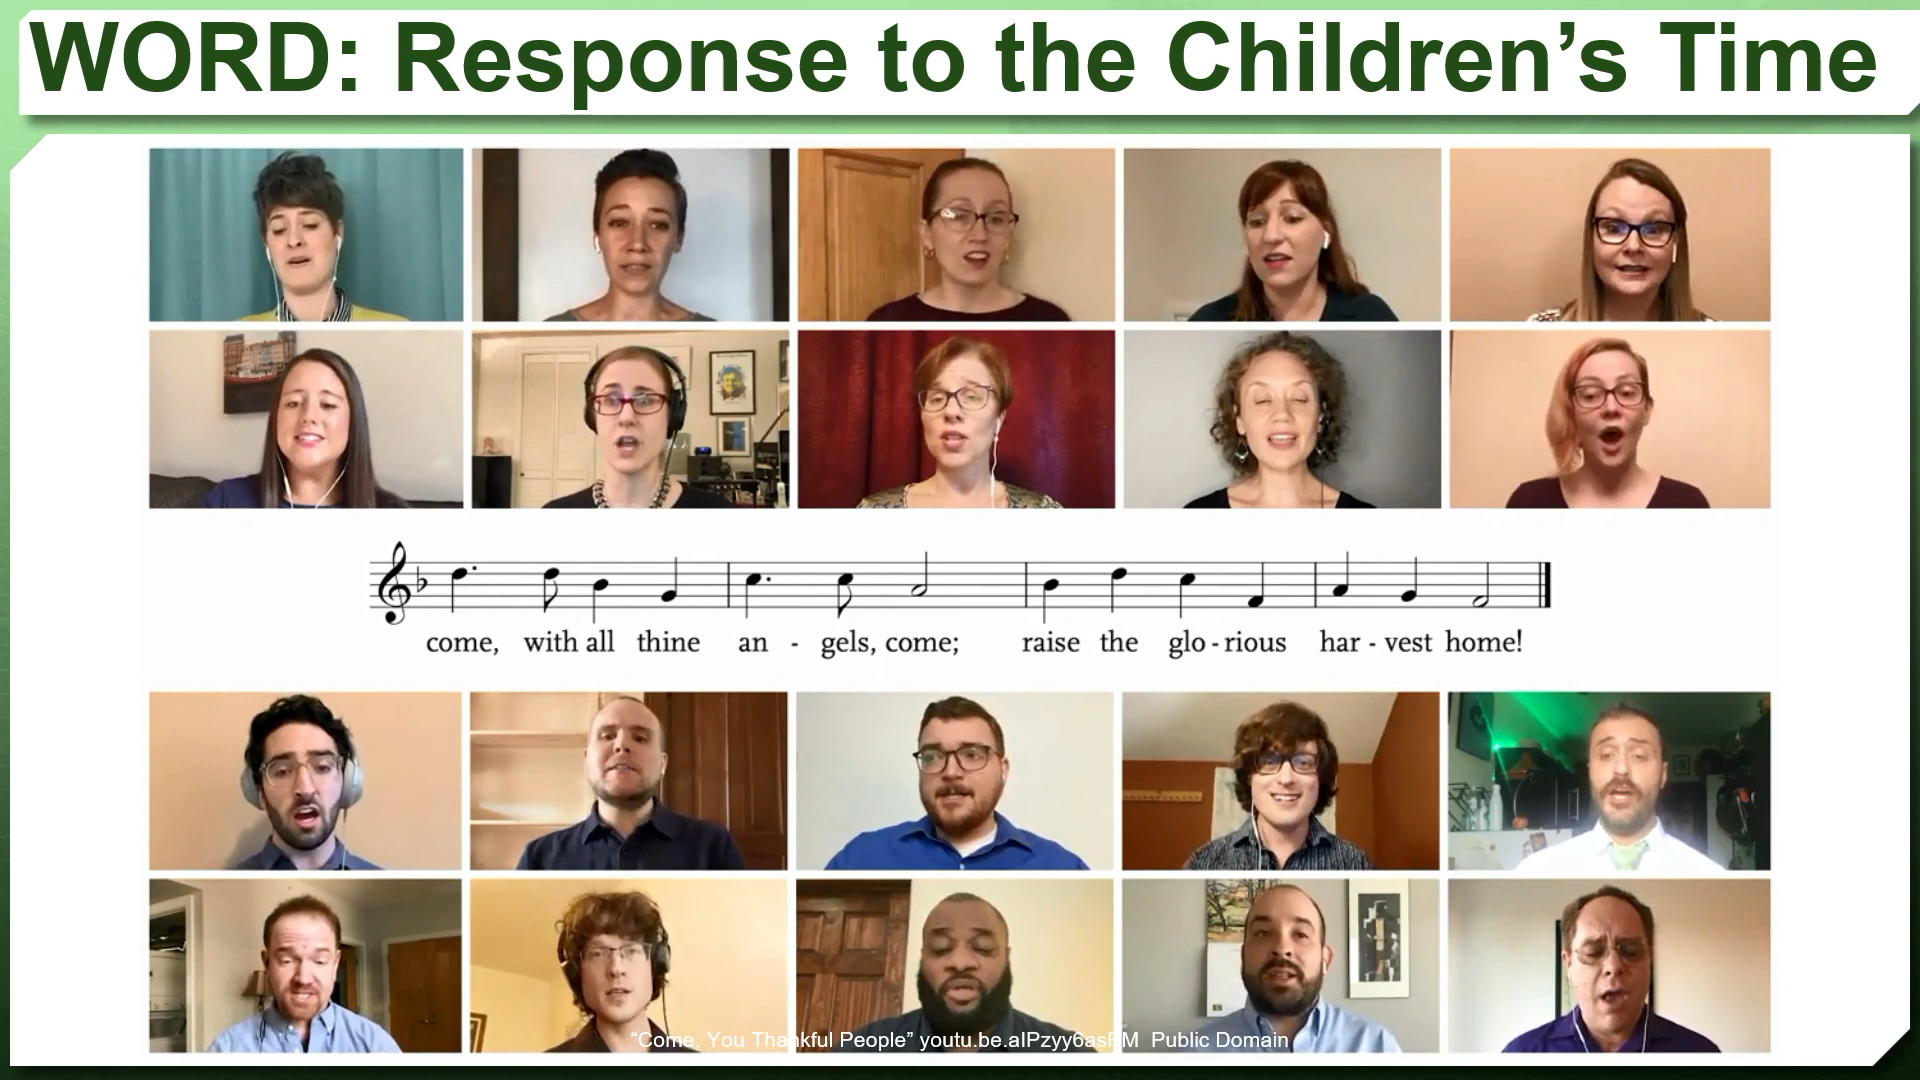 WORD: Response to the Children’s Time
come, with all thine an - gels, come; raise the glo - rious har - vest home!
“Come, You Thankful People” youtu.be.aIPzyy6asRM Public Domain